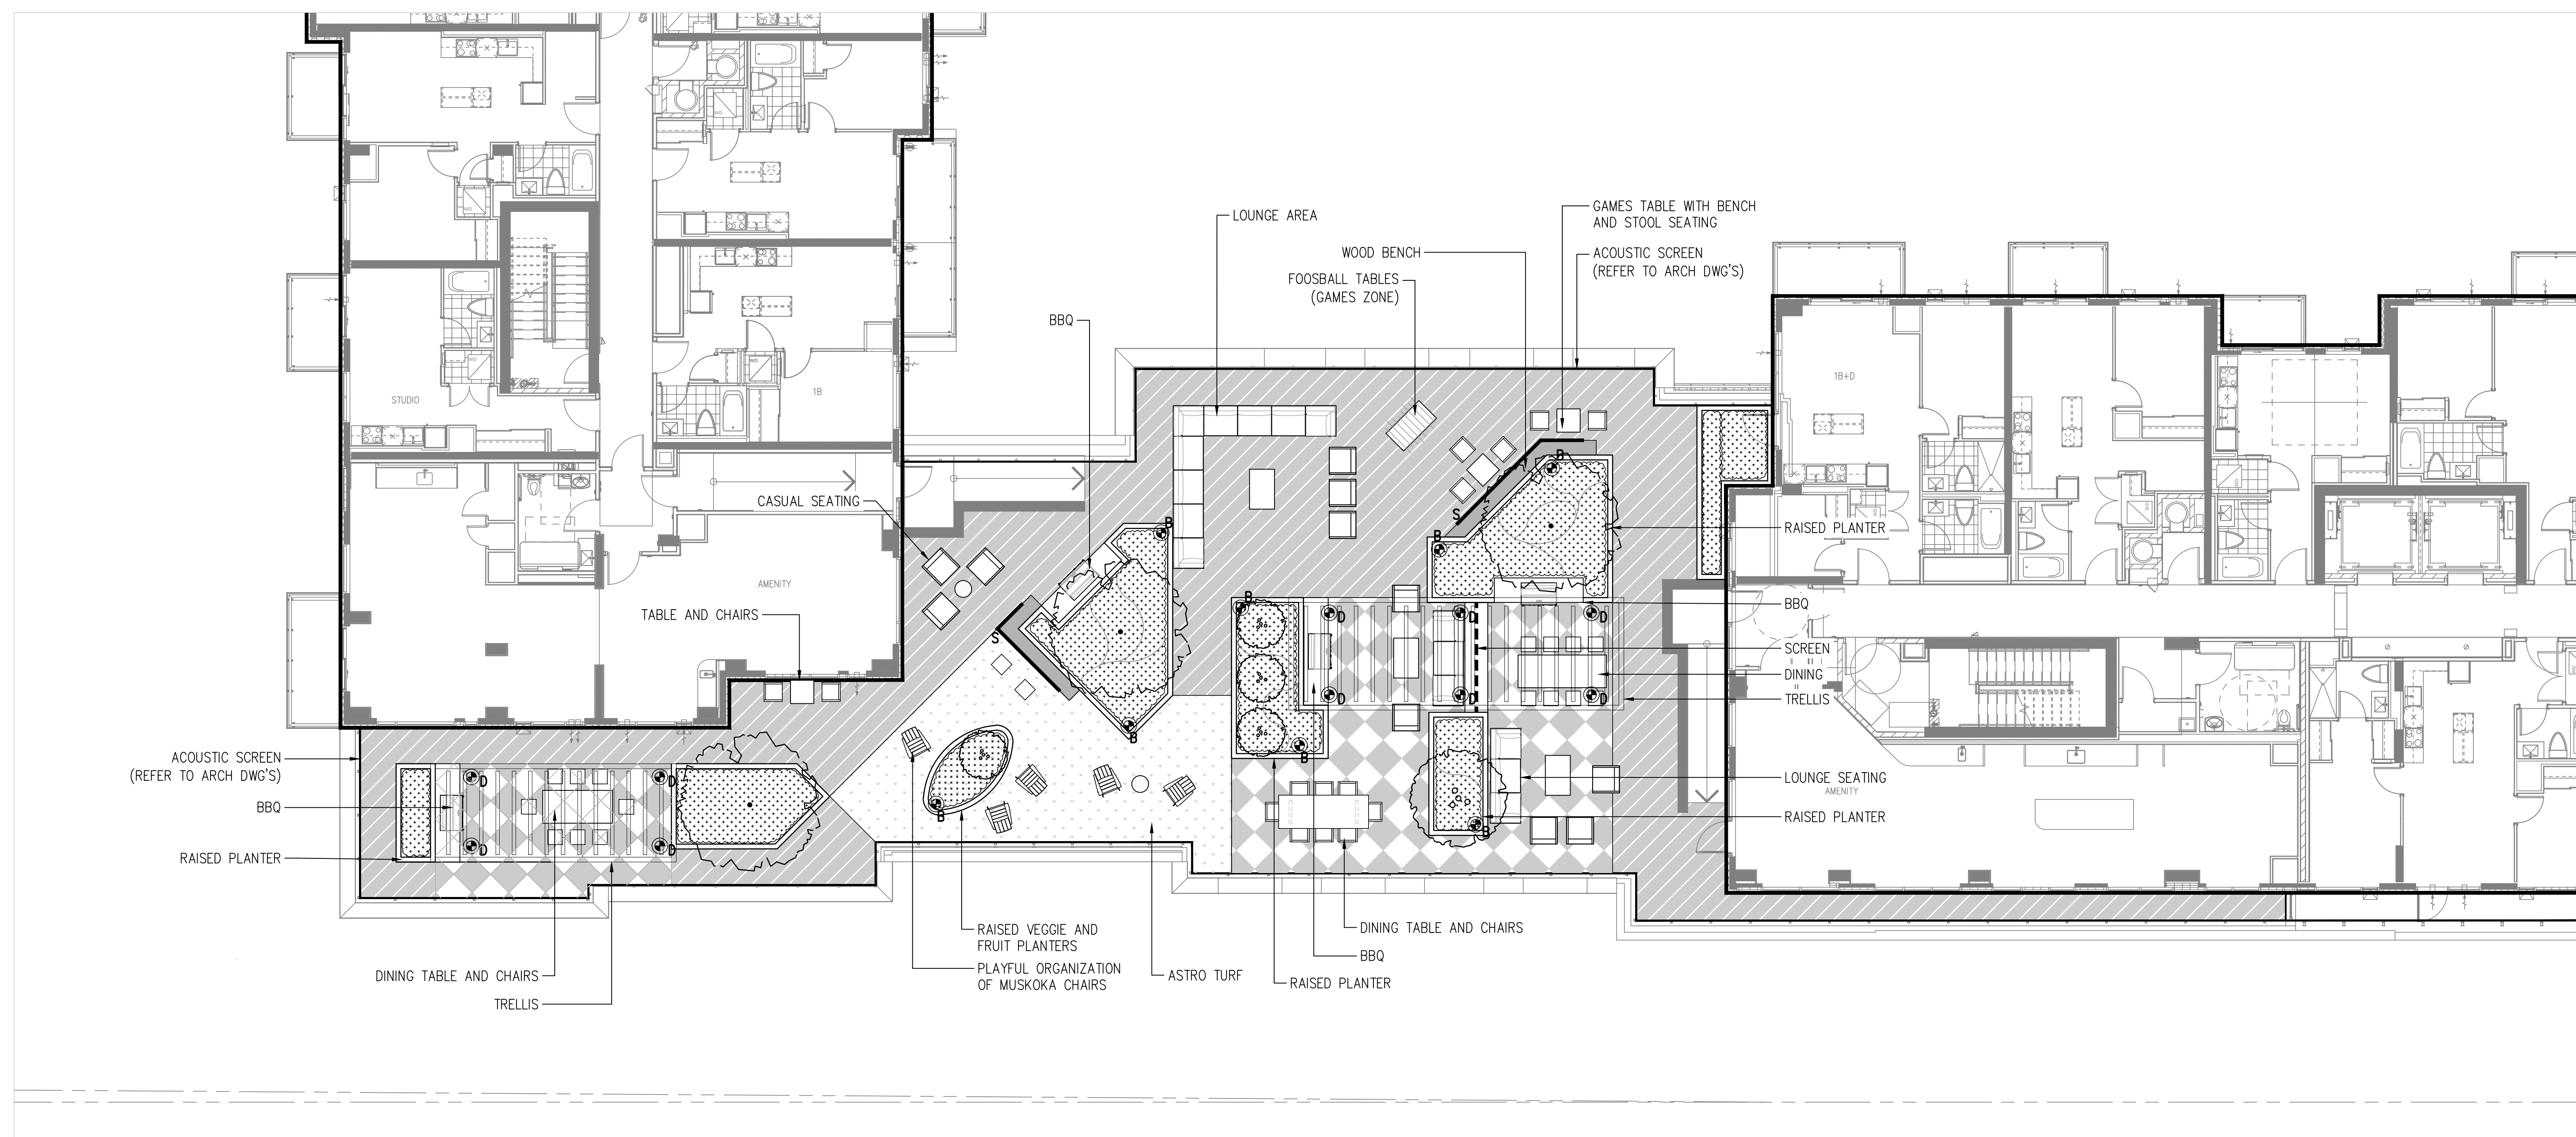 LOUNGE AREA
GAMES TABLE WITH BENCH
AND STOOL SEATING
WOOD BENCH
ACOUSTIC SCREEN
(REFER TO ARCH DWG'S)
FOOSBALL TABLES
(GAMES ZONE)
BBQ
STUDIO
1B
1B+D
CASUAL SEATING
RAISED PLANTER
AMENITY
TABLE AND CHAIRS
BBQ
SCREEN
DINING
TRELLIS
ACOUSTIC SCREEN
(REFER TO ARCH DWG'S)
BBQ
RAISED PLANTER
LOUNGE SEATING
AMENITY
RAISED PLANTER
B
B
B
S
S
B
B
B
B
B
B
D
D
D
D
D
D
D
D
D
D
W/D
W/D
W/D
W/D
RAISED VEGGIE AND
FRUIT PLANTERS
PLAYFUL ORGANIZATION
OF MUSKOKA CHAIRS
ASTRO TURF
DINING TABLE AND CHAIRS
BBQ
RAISED PLANTER
DINING TABLE AND CHAIRS
TRELLIS